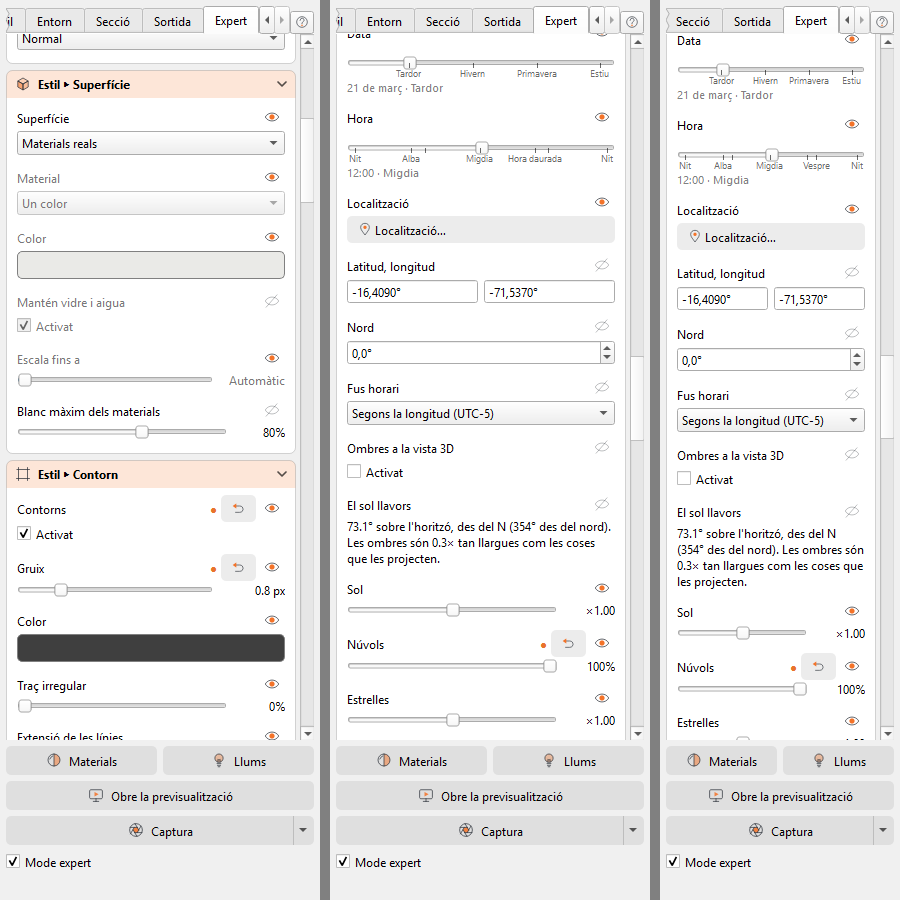 il
Entorn
Secció
Sortida
Expert
Normal
Estil ▸ Superfície
Superfície
Materials reals
Material
Un color
Color
Mantén vidre i aigua
Activat
Escala fins a
Automàtic
Blanc màxim dels materials
80%
Estil ▸ Contorn
Contorns
Activat
Gruix
0.8 px
Color
Traç irregular
0%
Extensió de les línies
Materials
Llums
Obre la previsualització
Captura
Mode expert
il
Entorn
Secció
Sortida
Expert
Data
Tardor Hivern Primavera Estiu
21 de març · Tardor
Hora
Nit Alba Migdia Hora daurada Nit
12:00 · Migdia
Localització
Localització...
Latitud, longitud
-16,4090° -71,5370°
Nord
0,0°
Fus horari
Segons la longitud (UTC-5)
Ombres a la vista 3D
Activat
El sol llavors
73.1° sobre l'horitzó, des del N (354° des del nord).
Les ombres són 0.3× tan llargues com les coses
que les projecten.
Sol
×1.00
Núvols
100%
Estrelles
×1.00
Materials
Llums
Obre la previsualització
Captura
Mode expert
Secció
Sortida
Expert
Data
Tardor Hivern Primavera Estiu
21 de març · Tardor
Hora
Nit Alba Migdia Vespre Nit
12:00 · Migdia
Localització
Localització...
Latitud, longitud
-16,4090° -71,5370°
Nord
0,0°
Fus horari
Segons la longitud (UTC-5)
Ombres a la vista 3D
Activat
El sol llavors
73.1° sobre l'horitzó, des del N
(354° des del nord). Les ombres són
0.3× tan llargues com les coses que
les projecten.
Sol
×1.00
Núvols
100%
Estrelles
Materials
Llums
Obre la previsualització
Captura
Mode expert